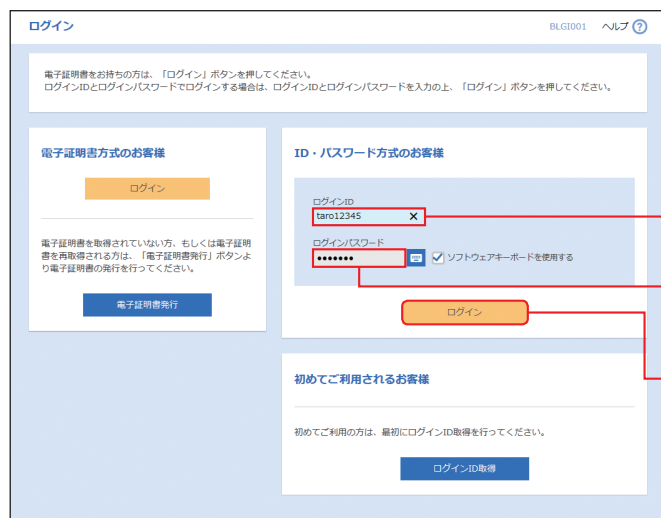 ログイン
BLGI001 ヘルプ ?
電子証明書をお持ちの方は、「ログイン」ボタンを押してください。
ログインIDとログインパスワードでログインする場合は、ログインIDとログインパスワードを入力の上、「ログイン」ボタンを押してください。
電子証明書方式のお客様
ログイン
電子証明書を取得されていない方、もしくは電子証明
書を再取得される方は、「電子証明書発行」ボタンよ
り電子証明書の発行を行ってください。
電子証明書発行
ID・パスワード方式のお客様
ログインID
taro12345
ログインパスワード
•••••••
ソフトウェアキーボードを使用する
ログイン
初めてご利用されるお客様
初めてご利用の方は、最初にログインID取得を行ってください。
ログインID取得